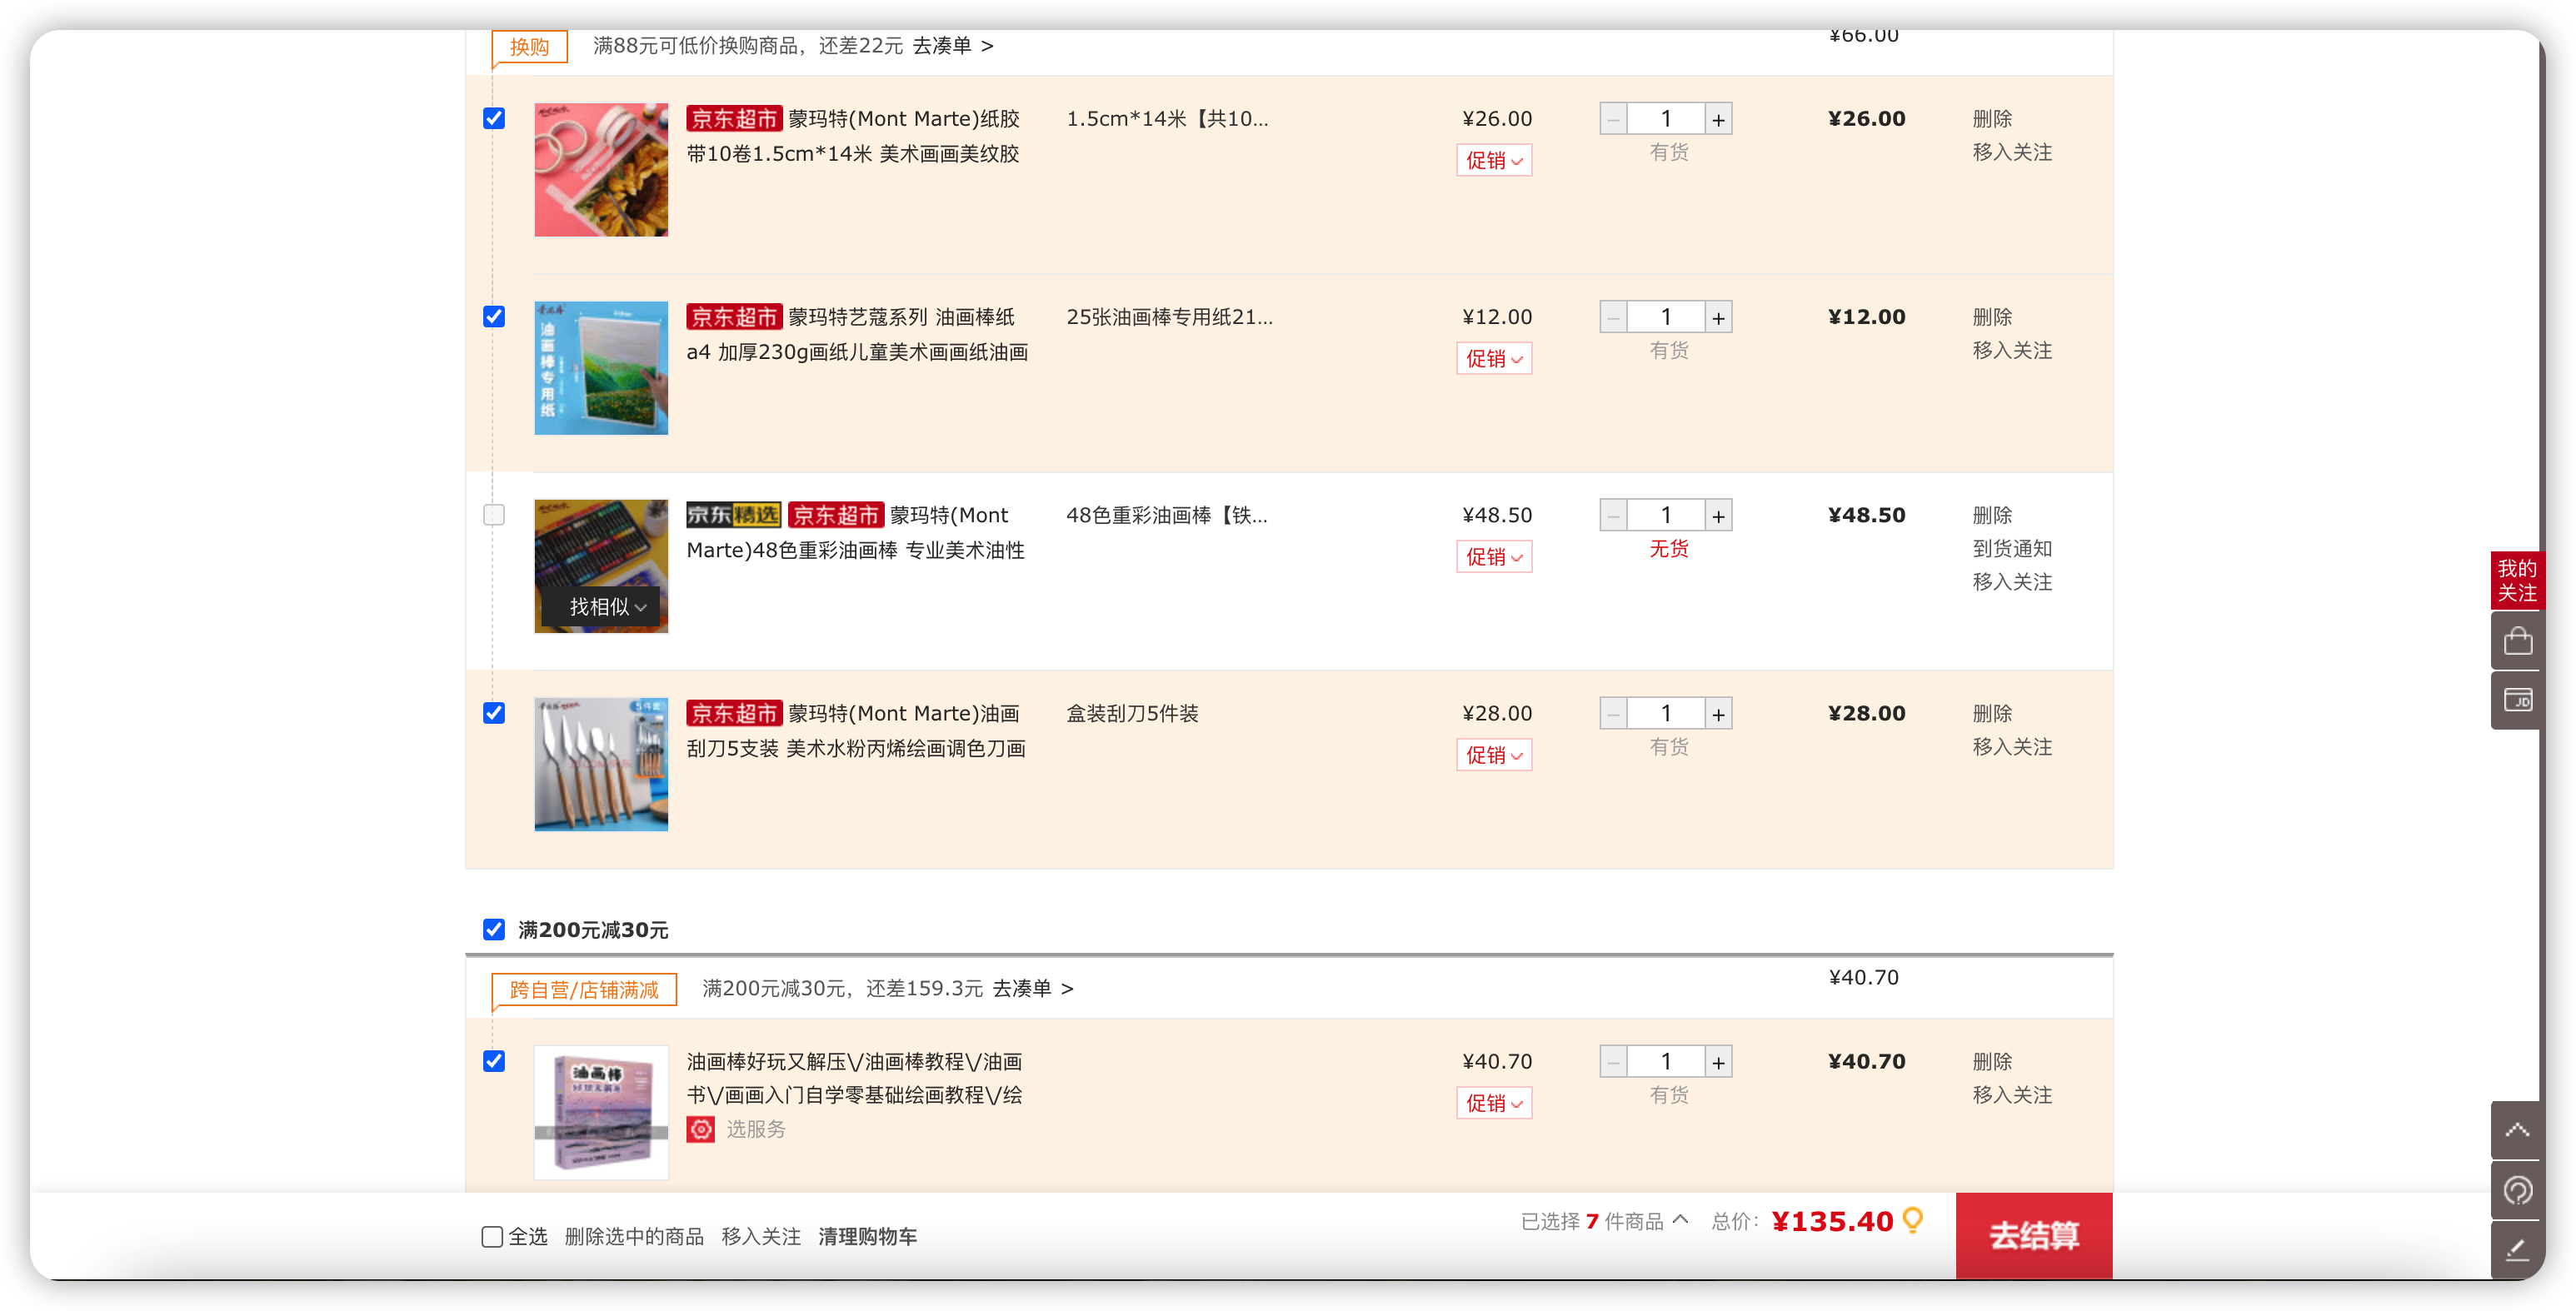 换购 满88元可低价换购商品，还差22元 去凑单 > ¥66.00
京东超市 蒙玛特(Mont Marte)纸胶 1.5cm*14米【共10... ¥26.00 − 1 + ¥26.00 删除
带10卷1.5cm*14米 美术画画美纹胶 促销 有货 移入关注
京东超市 蒙玛特艺蔻系列 油画棒纸 25张油画棒专用纸21... ¥12.00 − 1 + ¥12.00 删除
a4 加厚230g画纸儿童美术画画纸油画 促销 有货 移入关注
油画棒专用纸
京东精选 京东超市 蒙玛特(Mont 48色重彩油画棒【铁... ¥48.50 − 1 + ¥48.50 删除
Marte)48色重彩油画棒 专业美术油性 促销 无货 到货通知
移入关注
找相似
京东超市 蒙玛特(Mont Marte)油画 盒装刮刀5件装 ¥28.00 − 1 + ¥28.00 删除
刮刀5支装 美术水粉丙烯绘画调色刀画 促销 有货 移入关注
满200元减30元
跨自营/店铺满减 满200元减30元，还差159.3元 去凑单 > ¥40.70
油画棒好玩又解压\/油画棒教程\/油画 ¥40.70 − 1 + ¥40.70 删除
书\/画画入门自学零基础绘画教程\/绘 促销 有货 移入关注
选服务
油画棒
全选 删除选中的商品 移入关注 清理购物车 已选择 7 件商品 总价： ¥135.40 去结算
我的
关注
JD